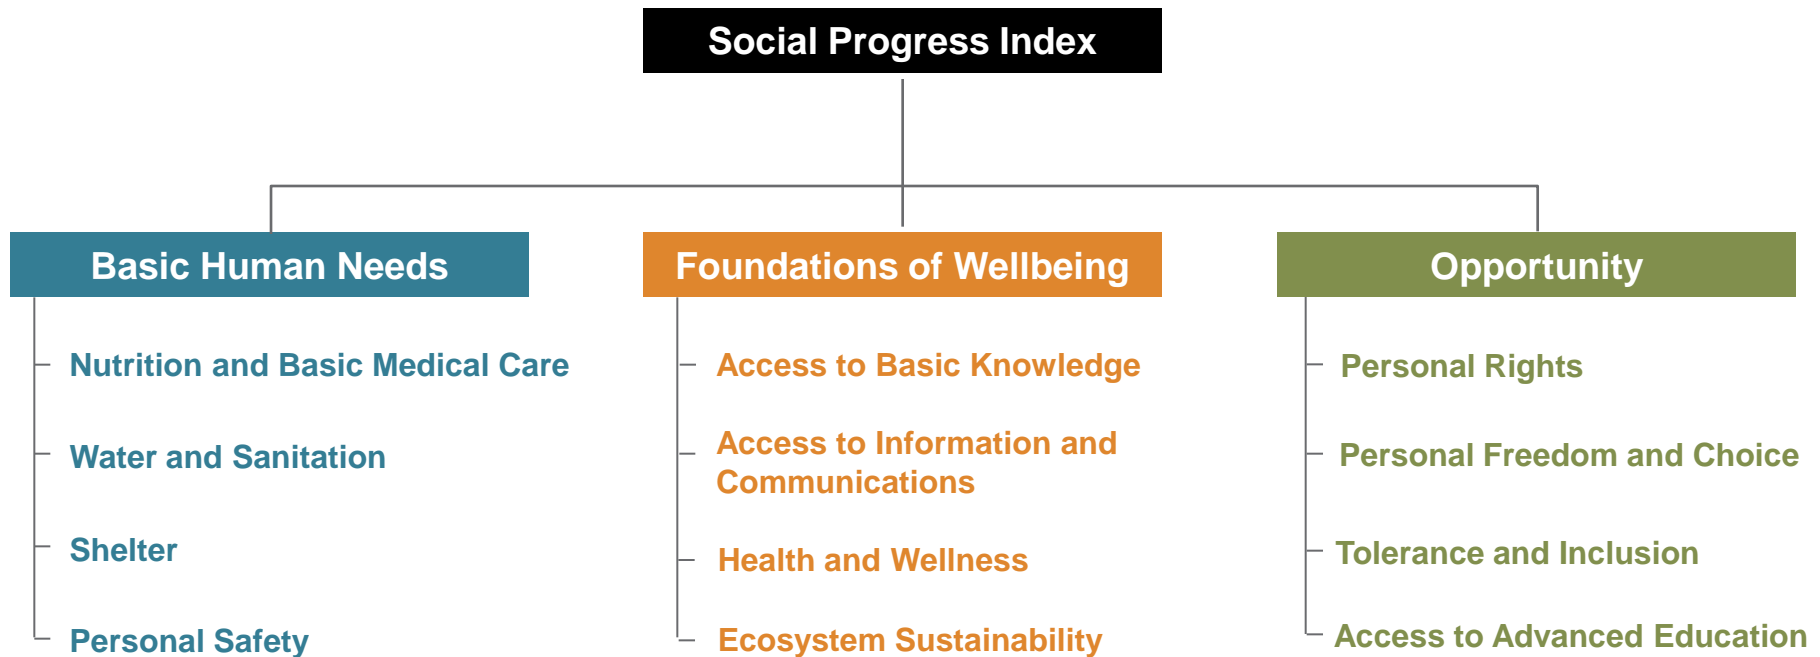 Social Progress Index
Basic Human Needs
Nutrition and Basic Medical Care
Water and Sanitation
Shelter
Personal Safety
Foundations of Wellbeing
Access to Basic Knowledge
Access to Information and
Communications
Health and Wellness
Ecosystem Sustainability
Opportunity
Personal Rights
Personal Freedom and Choice
Tolerance and Inclusion
Access to Advanced Education